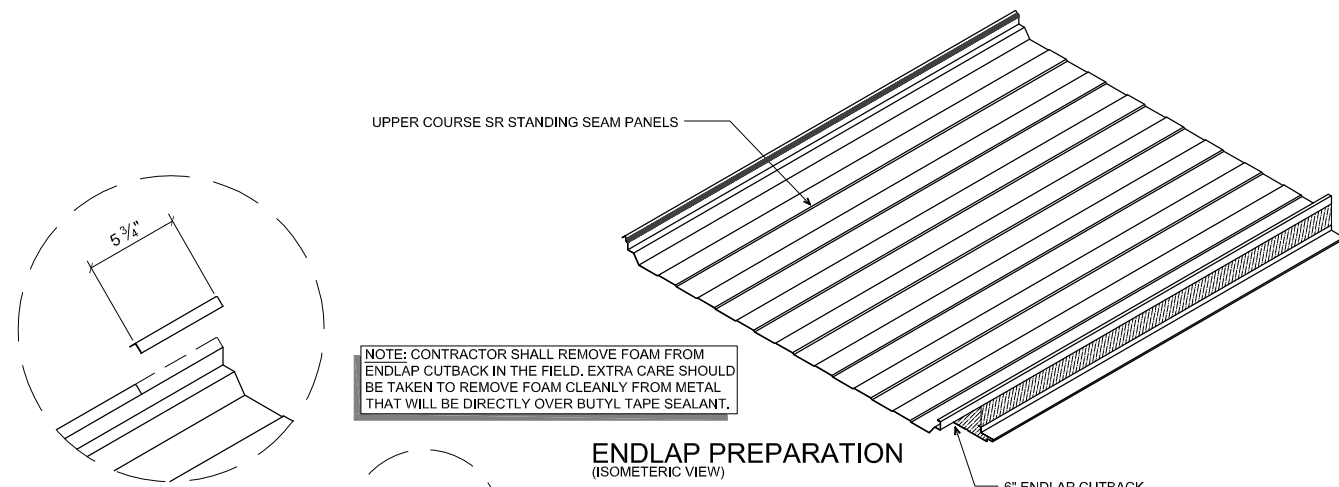 UPPER COURSE SR STANDING SEAM PANELS
5 3/4"
NOTE: CONTRACTOR SHALL REMOVE FOAM FROM
ENDLAP CUTBACK IN THE FIELD. EXTRA CARE SHOULD
BE TAKEN TO REMOVE FOAM CLEANLY FROM METAL
THAT WILL BE DIRECTLY OVER BUTYL TAPE SEALANT.
ENDLAP PREPARATION
(ISOMETERIC VIEW)
6" ENDLAP CUTBACK